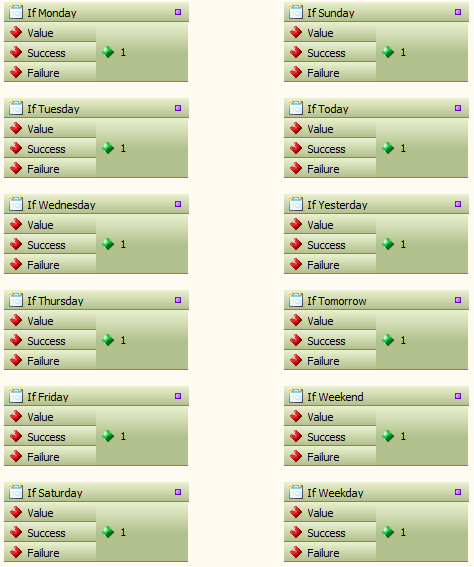 If Monday
Value
Success 1
Failure
If Tuesday
Value
Success 1
Failure
If Wednesday
Value
Success 1
Failure
If Thursday
Value
Success 1
Failure
If Friday
Value
Success 1
Failure
If Saturday
Value
Success 1
Failure
If Sunday
Value
Success 1
Failure
If Today
Value
Success 1
Failure
If Yesterday
Value
Success 1
Failure
If Tomorrow
Value
Success 1
Failure
If Weekend
Value
Success 1
Failure
If Weekday
Value
Success 1
Failure